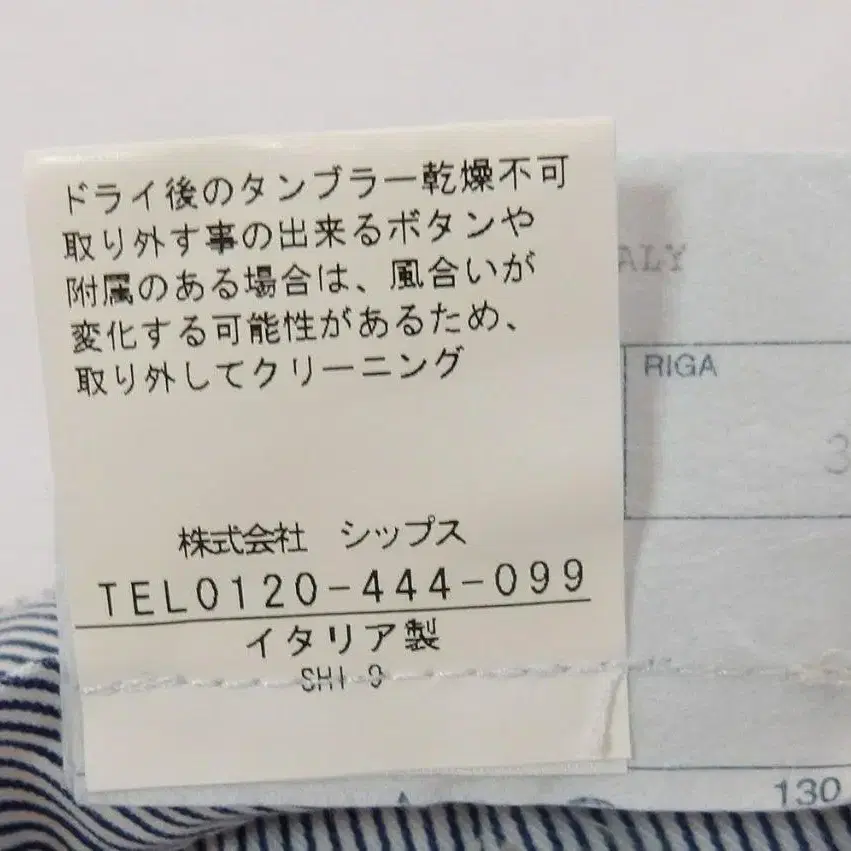 ドライ後のタンブラー乾燥不可
取り外す事の出来るボタンや
附属のある場合は、風合いが
変化する可能性があるため、
取り外してクリーニング
株式会社 シップス
TEL0120-444-099
イタリア製
ALY
RIGA
3
130